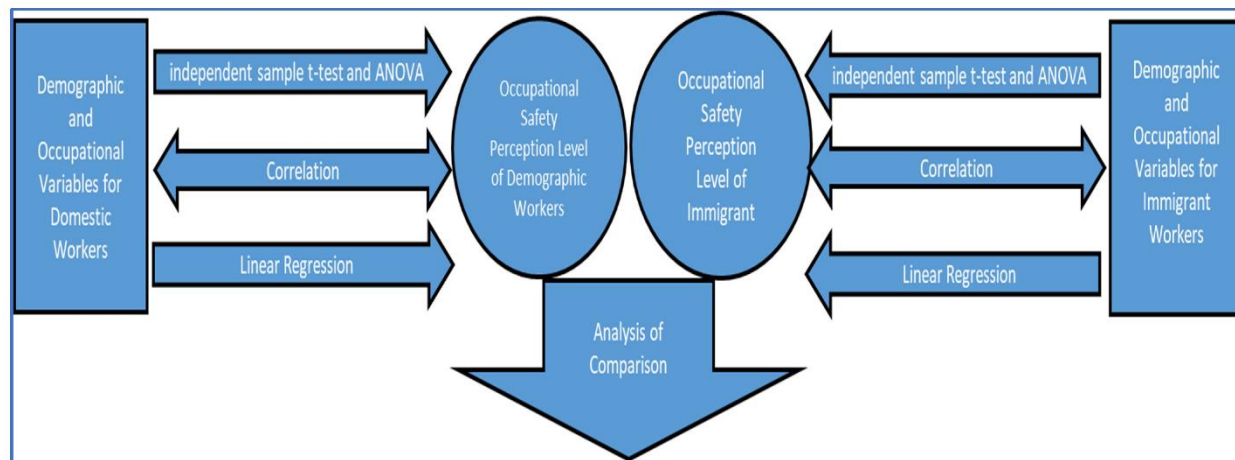 Demographic
and
Occupational
Variables for
Domestic
Workers
independent sample t-test and ANOVA
Correlation
Linear Regression
Occupational
Safety
Perception Level
of Demographic
Workers
Occupational
Safety
Perception
Level of
Immigrant
independent sample t-test and ANOVA
Correlation
Linear Regression
Demographic
and
Occupational
Variables for
Immigrant
Workers
Analysis of
Comparison